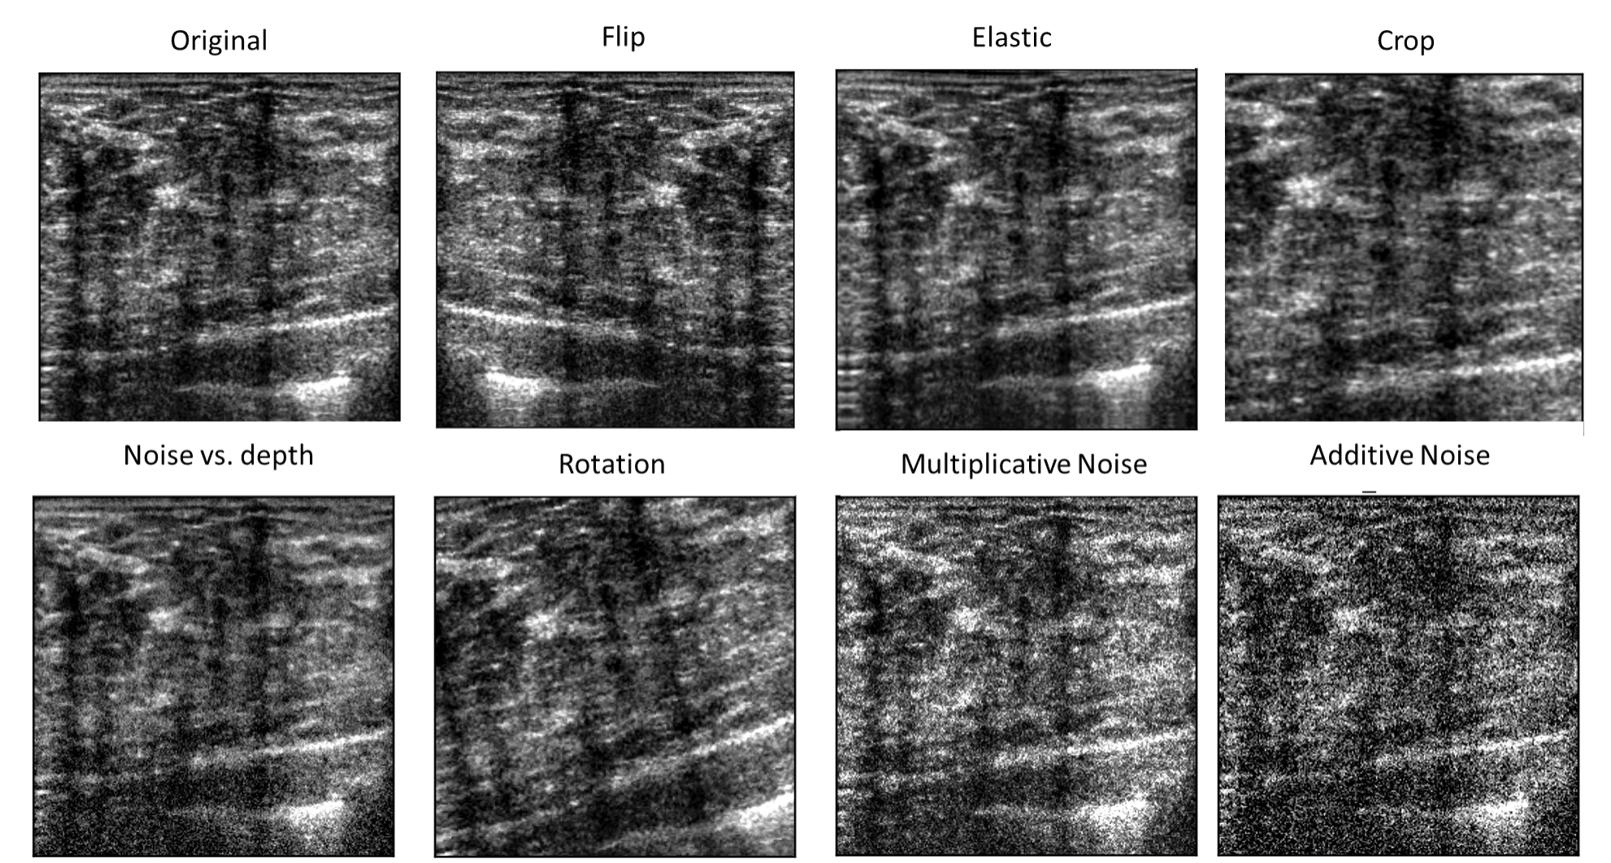 Original
Flip
Elastic
Crop
Noise vs. depth
Rotation
Multiplicative Noise
Additive Noise